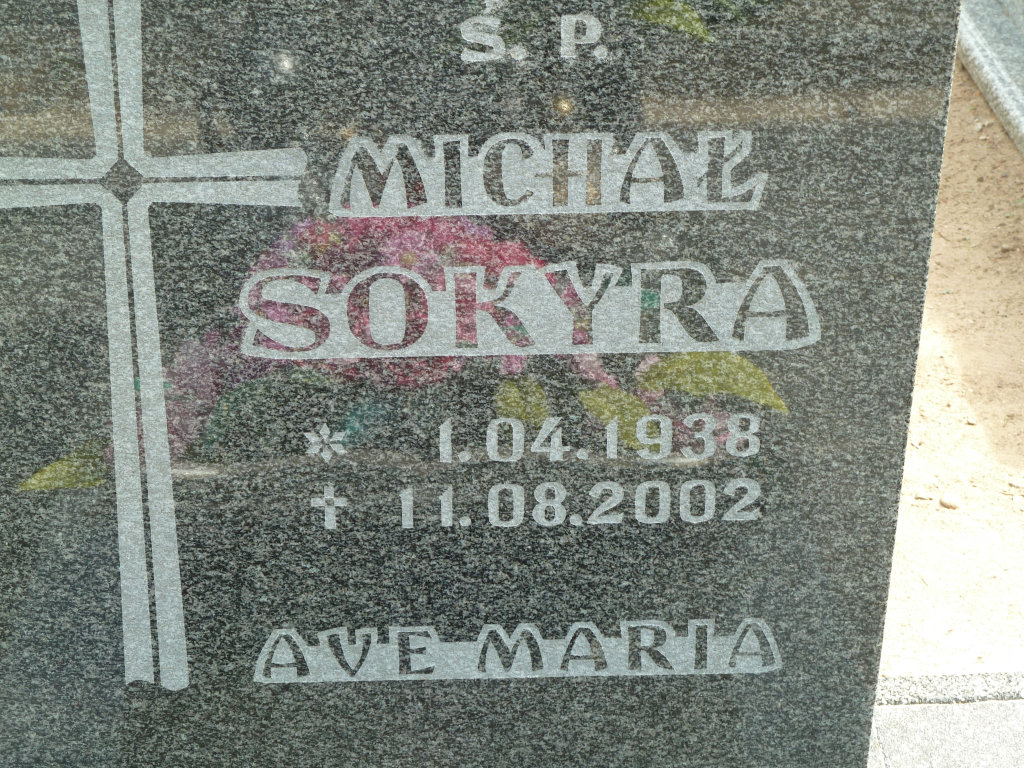 Ś. P.
MICHAŁ
SOKYRA
1.04.1938
11.08.2002
AVE MARIA